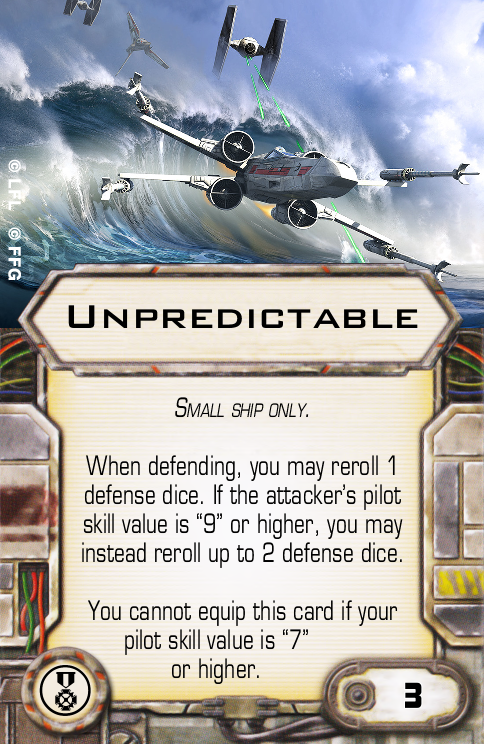 © LFL © FFG
UNPREDICTABLE
SMALL SHIP ONLY.
When defending, you may reroll 1
defense dice. If the attacker's pilot
skill value is “9” or higher, you may
instead reroll up to 2 defense dice.
You cannot equip this card if your
pilot skill value is “7”
or higher.
3